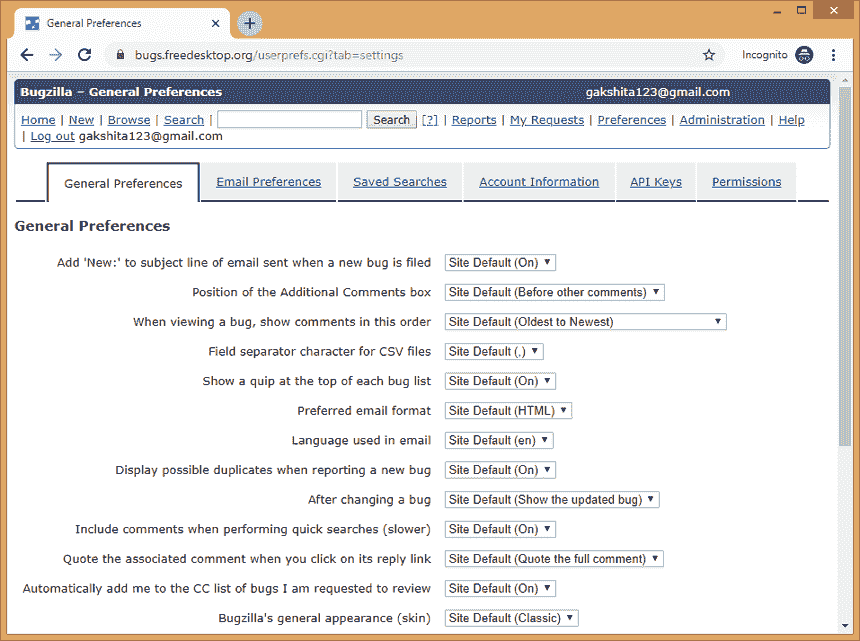 General Preferences
bugs.freedesktop.org/userprefs.cgi?tab=settings
Incognito
Bugzilla – General Preferences gakshita123@gmail.com
Home | New | Browse | Search | Search [?] | Reports | My Requests | Preferences | Administration | Help
| Log out gakshita123@gmail.com
General Preferences Email Preferences Saved Searches Account Information API Keys Permissions
General Preferences
Add 'New:' to subject line of email sent when a new bug is filed Site Default (On)
Position of the Additional Comments box Site Default (Before other comments)
When viewing a bug, show comments in this order Site Default (Oldest to Newest)
Field separator character for CSV files Site Default (,)
Show a quip at the top of each bug list Site Default (On)
Preferred email format Site Default (HTML)
Language used in email Site Default (en)
Display possible duplicates when reporting a new bug Site Default (On)
After changing a bug Site Default (Show the updated bug)
Include comments when performing quick searches (slower) Site Default (On)
Quote the associated comment when you click on its reply link Site Default (Quote the full comment)
Automatically add me to the CC list of bugs I am requested to review Site Default (On)
Bugzilla's general appearance (skin) Site Default (Classic)